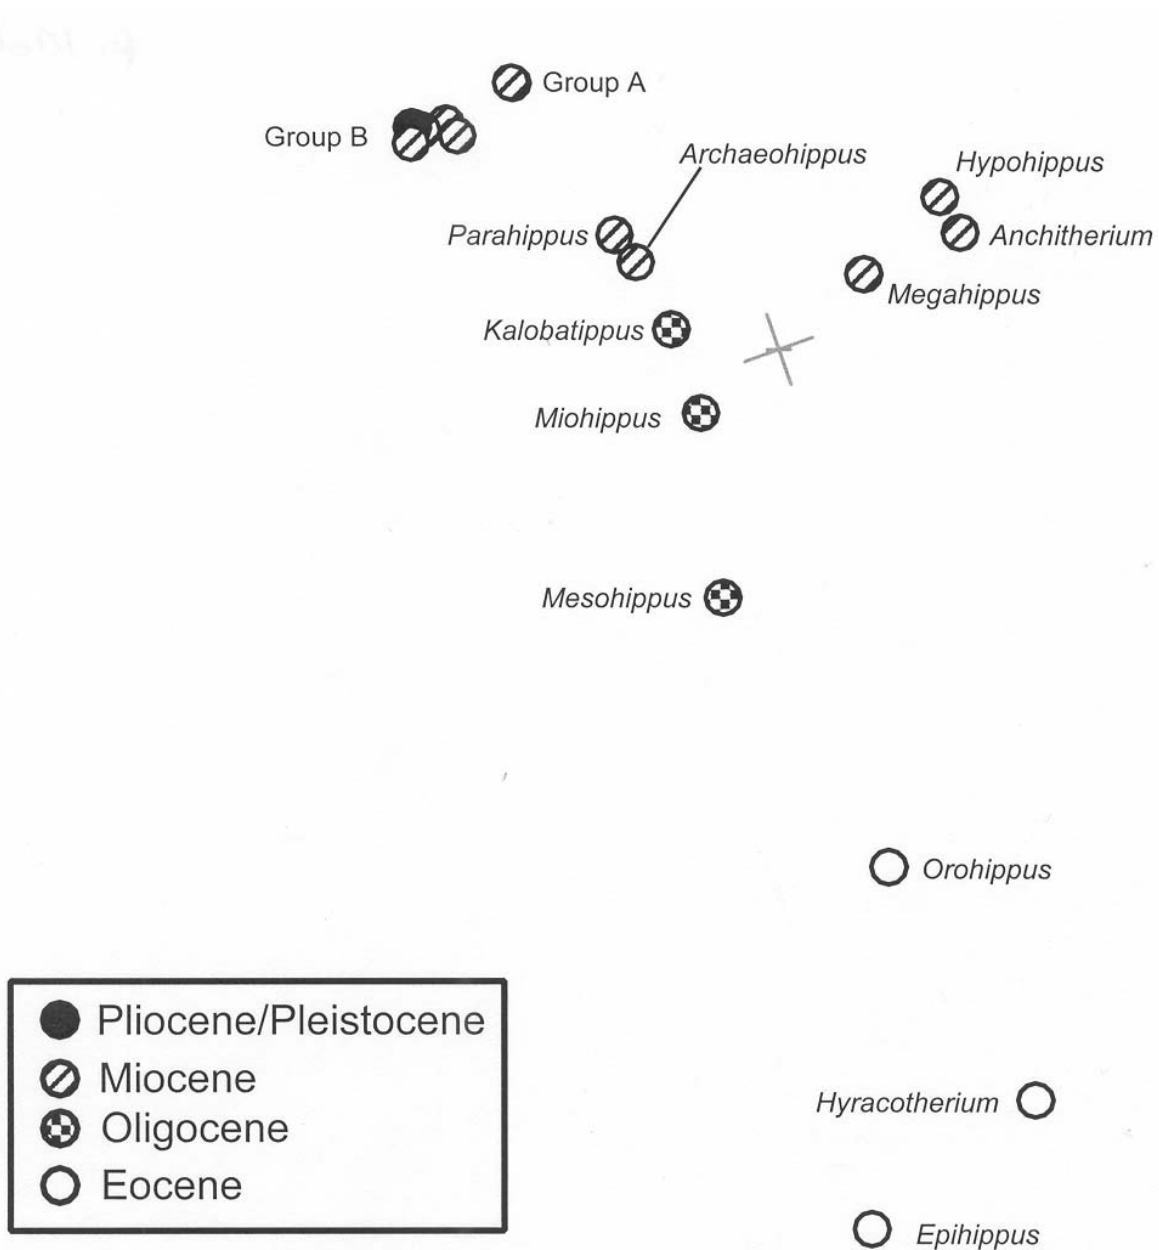 Group A
Group B
Archaeohippus
Hypohippus
Parahippus
Anchitherium
Megahippus
Kalobatippus
Miohippus
Mesohippus
Orohippus
Pliocene/Pleistocene
Miocene
Oligocene
Eocene
Hyracotherium
Epihippus